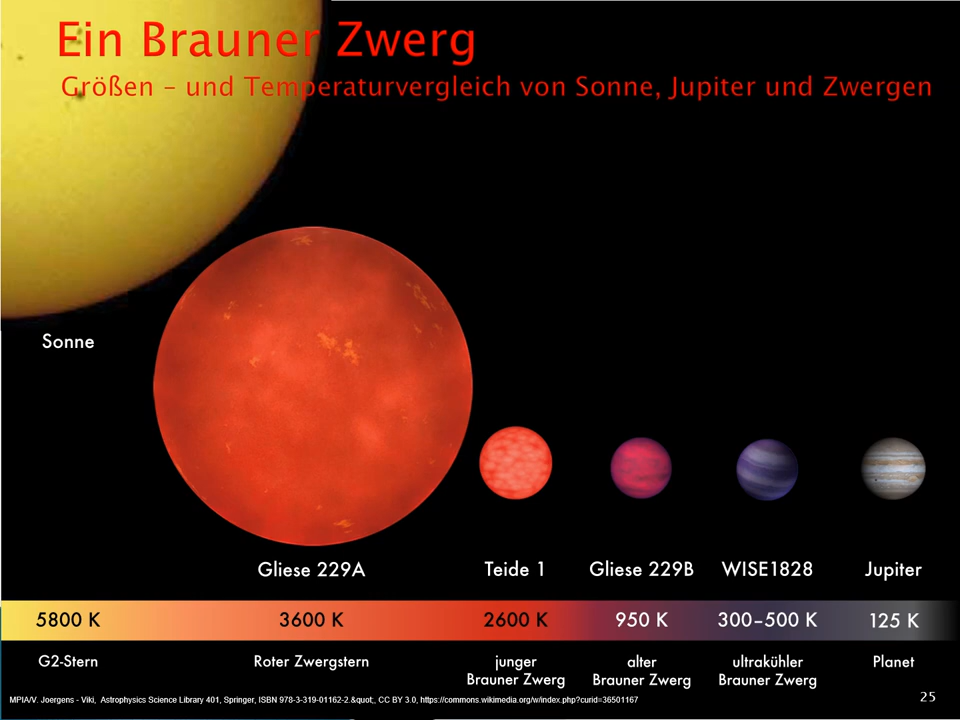 Ein Brauner Zwerg
Größen – und Temperaturvergleich von Sonne, Jupiter und Zwergen
Sonne
Gliese 229A
Teide 1
Gliese 229B
WISE1828
Jupiter
5800 K
3600 K
2600 K
950 K
300–500 K
125 K
G2-Stern
Roter Zwergstern
junger
Brauner Zwerg
alter
Brauner Zwerg
ultrakühler
Brauner Zwerg
Planet
MPIA/V. Joergens - Viki, Astrophysics Science Library 401, Springer, ISBN 978-3-319-01162-2.&quot;, CC BY 3.0, https://commons.wikimedia.org/w/index.php?curid=36501167
25